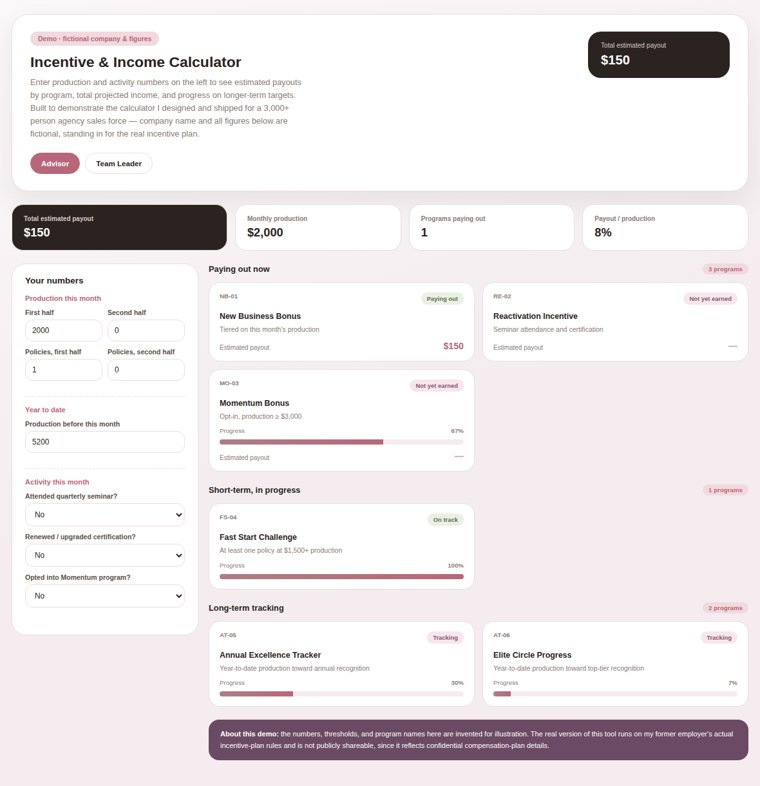 Demo · fictional company & figures
Incentive & Income Calculator
Enter production and activity numbers on the left to see estimated payouts
by program, total projected income, and progress on longer-term targets.
Built to demonstrate the calculator I designed and shipped for a 3,000+
person agency sales force — company name and all figures below are
fictional, standing in for the real incentive plan.
Advisor
Team Leader
Total estimated payout
$150
Total estimated payout
$150
Monthly production
$2,000
Programs paying out
1
Payout / production
8%
Your numbers
Production this month
First half
Second half
2000
0
Policies, first half
Policies, second half
1
0
Year to date
Production before this month
5200
Activity this month
Attended quarterly seminar?
No
Renewed / upgraded certification?
No
Opted into Momentum program?
No
Paying out now
3 programs
NB-01
Paying out
New Business Bonus
Tiered on this month's production
Estimated payout
$150
RE-02
Not yet earned
Reactivation Incentive
Seminar attendance and certification
Estimated payout
—
MO-03
Not yet earned
Momentum Bonus
Opt-in, production ≥ $3,000
Progress
67%
Estimated payout
—
Short-term, in progress
1 programs
FS-04
On track
Fast Start Challenge
At least one policy at $1,500+ production
Progress
100%
Long-term tracking
2 programs
AT-05
Tracking
Annual Excellence Tracker
Year-to-date production toward annual recognition
Progress
30%
AT-06
Tracking
Elite Circle Progress
Year-to-date production toward top-tier recognition
Progress
7%
About this demo: the numbers, thresholds, and program names here are invented for illustration. The real version of this tool runs on my former employer's actual
incentive-plan rules and is not publicly shareable, since it reflects confidential compensation-plan details.